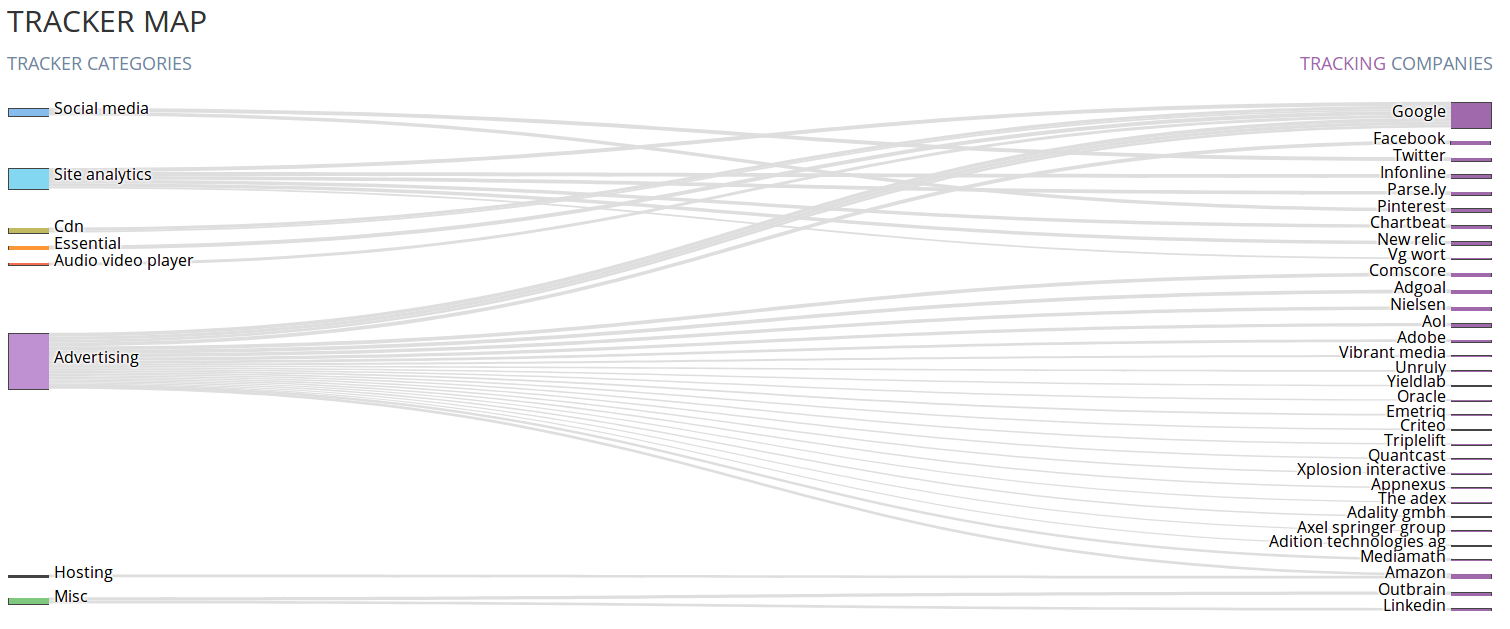 TRACKER MAP
TRACKER CATEGORIES
TRACKING COMPANIES
Social media
Site analytics
Cdn
Essential
Audio video player
Advertising
Hosting
Misc
Google
Facebook
Twitter
Infonline
Parse.ly
Pinterest
Chartbeat
New relic
Vg wort
Comscore
Adgoal
Nielsen
Aol
Adobe
Vibrant media
Unruly
Yieldlab
Oracle
Emetriq
Criteo
Triplelift
Quantcast
Xplosion interactive
Appnexus
The adex
Adality gmbh
Axel springer group
Adition technologies ag
Mediamath
Amazon
Outbrain
Linkedin